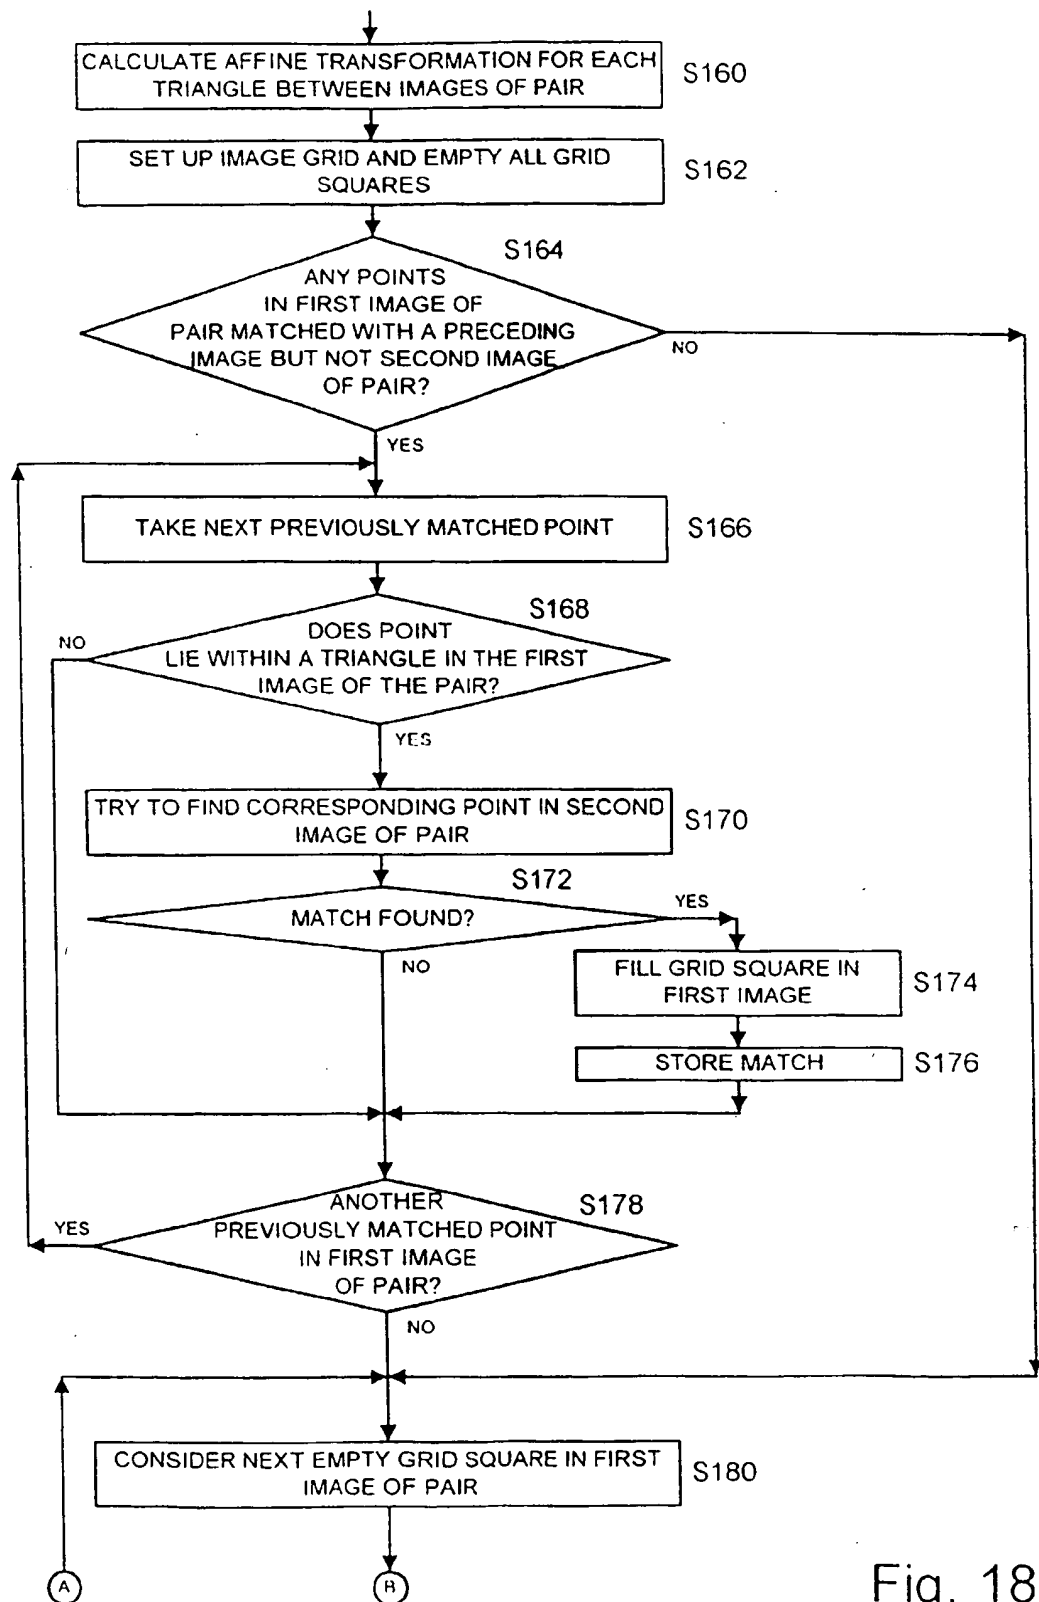 CALCULATE AFFINE TRANSFORMATION FOR EACH
TRIANGLE BETWEEN IMAGES OF PAIR
S160
SET UP IMAGE GRID AND EMPTY ALL GRID
SQUARES
S162
S164
ANY POINTS
IN FIRST IMAGE OF
PAIR MATCHED WITH A PRECEDING
IMAGE BUT NOT SECOND IMAGE
OF PAIR?
NO
YES
TAKE NEXT PREVIOUSLY MATCHED POINT
S166
S168
NO
DOES POINT
LIE WITHIN A TRIANGLE IN THE FIRST
IMAGE OF THE PAIR?
YES
TRY TO FIND CORRESPONDING POINT IN SECOND
IMAGE OF PAIR
S170
S172
MATCH FOUND?
YES
NO
FILL GRID SQUARE IN
FIRST IMAGE
S174
STORE MATCH
S176
S178
YES
ANOTHER
PREVIOUSLY MATCHED POINT
IN FIRST IMAGE
OF PAIR?
NO
CONSIDER NEXT EMPTY GRID SQUARE IN FIRST
IMAGE OF PAIR
S180
A
B
Fig. 18